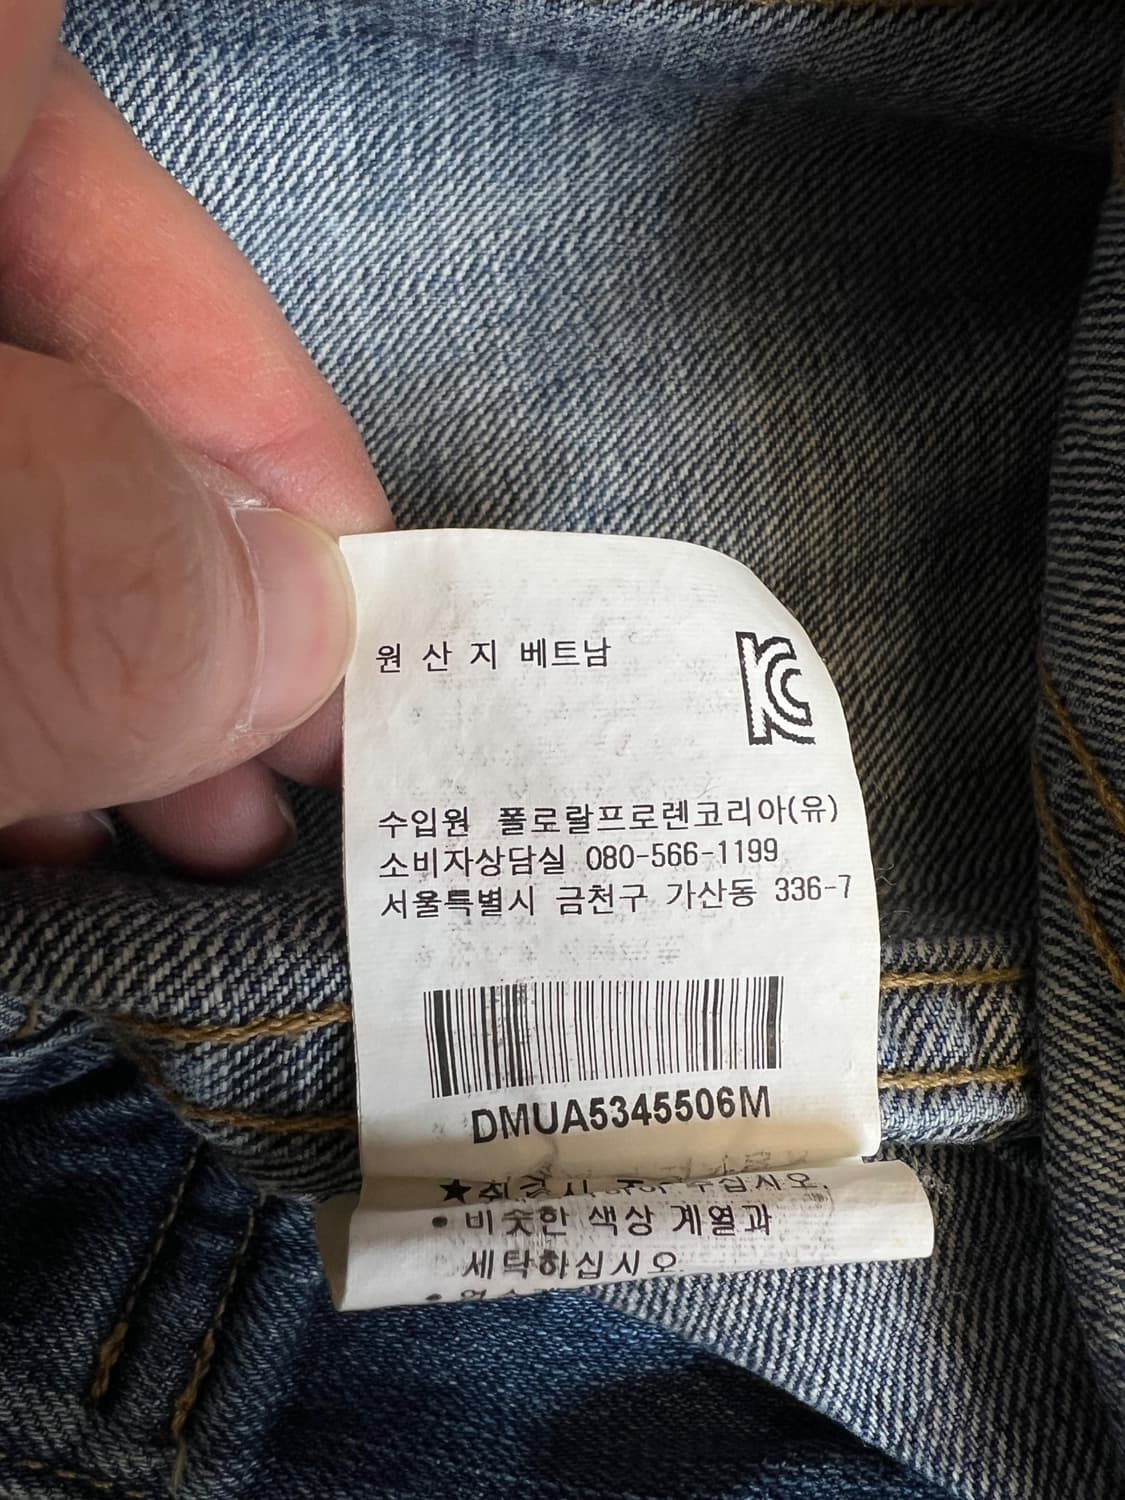 원 산 지 베트남
KC
수입원 폴로랄프로렌코리아(유)
소비자상담실 080-566-1199
서울특별시 금천구 가산동 336-7
DMUA5345506M
• 비슷한 색상 계열과
세탁하십시오